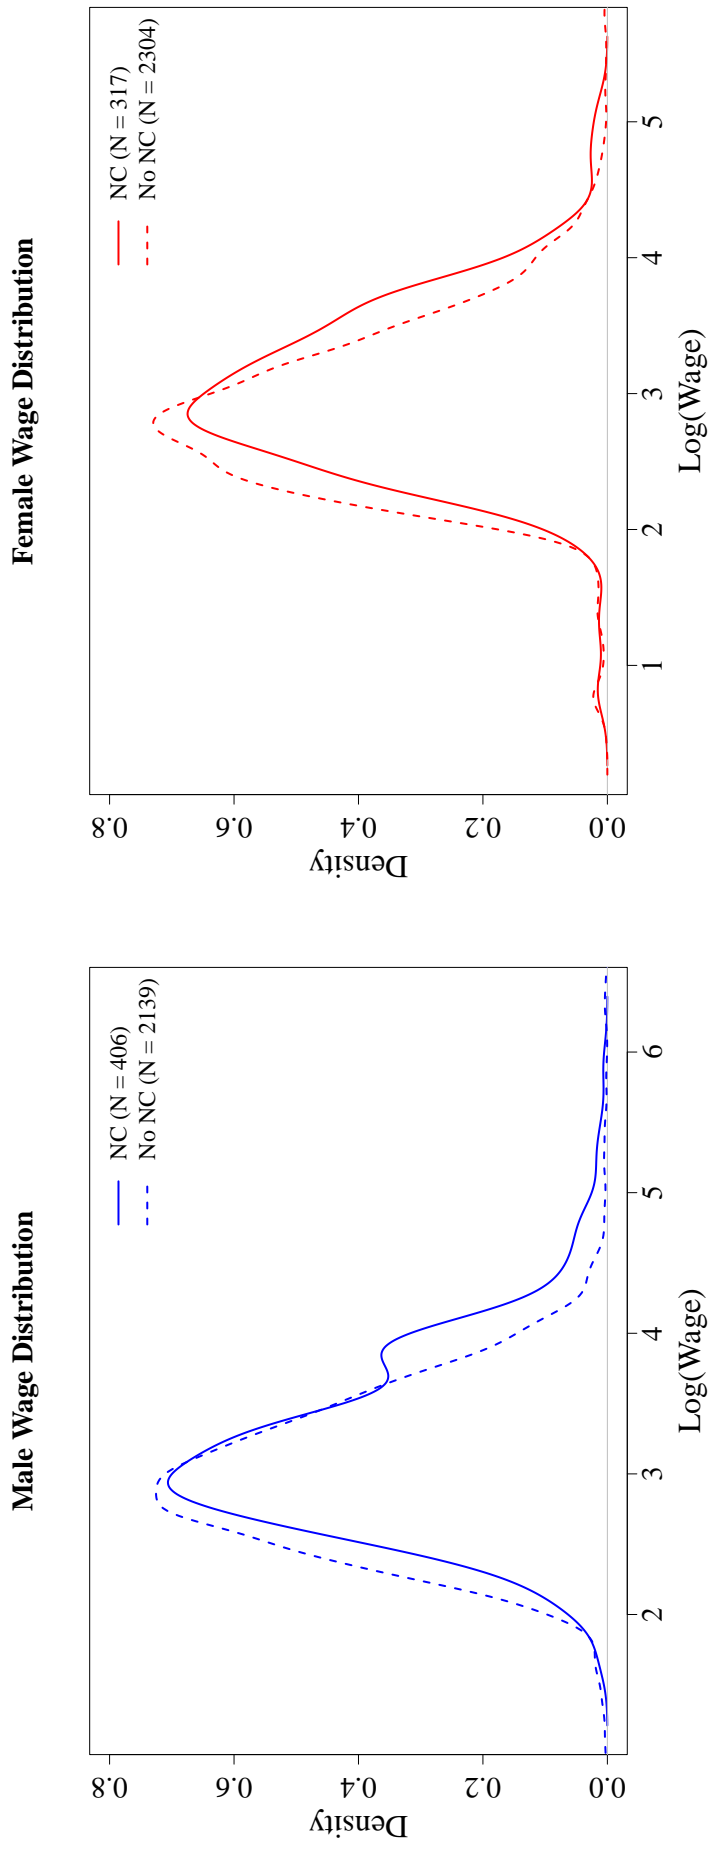 Male Wage Distribution
NC (N = 406)
No NC (N = 2139)
Density
0.0
0.2
0.4
0.6
0.8
2
3
4
5
6
Log(Wage)
Female Wage Distribution
NC (N = 317)
No NC (N = 2304)
Density
0.0
0.2
0.4
0.6
0.8
1
2
3
4
5
Log(Wage)